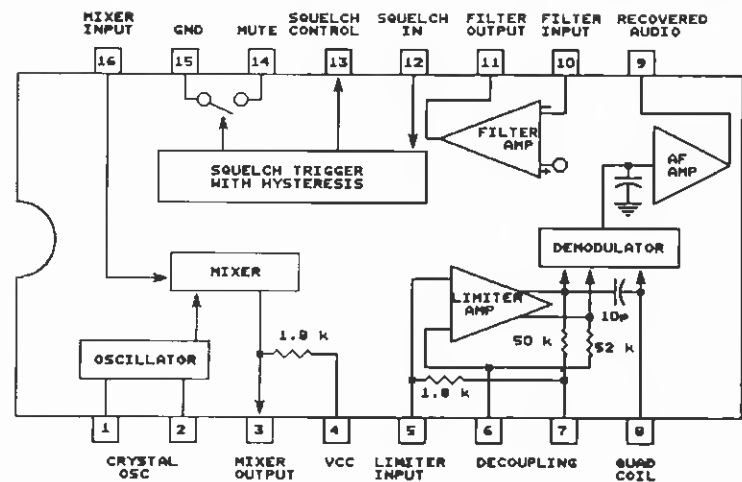 MIXER INPUT
GND
MUTE
SQUELCH CONTROL
SQUELCH IN
FILTER OUTPUT
FILTER INPUT
RECOVERED AUDIO
16
15
14
13
12
11
10
9
FILTER AMP
AF AMP
SQUELCH TRIGGER WITH HYSTERESIS
DEMODULATOR
MIXER
LIMITER AMP
10p
1.8 k
50 k
52 k
OSCILLATOR
1.8 k
1
2
3
4
5
6
7
8
CRYSTAL OSC
MIXER OUTPUT
VCC
LIMITER INPUT
DECOUPLING
QUAD COIL